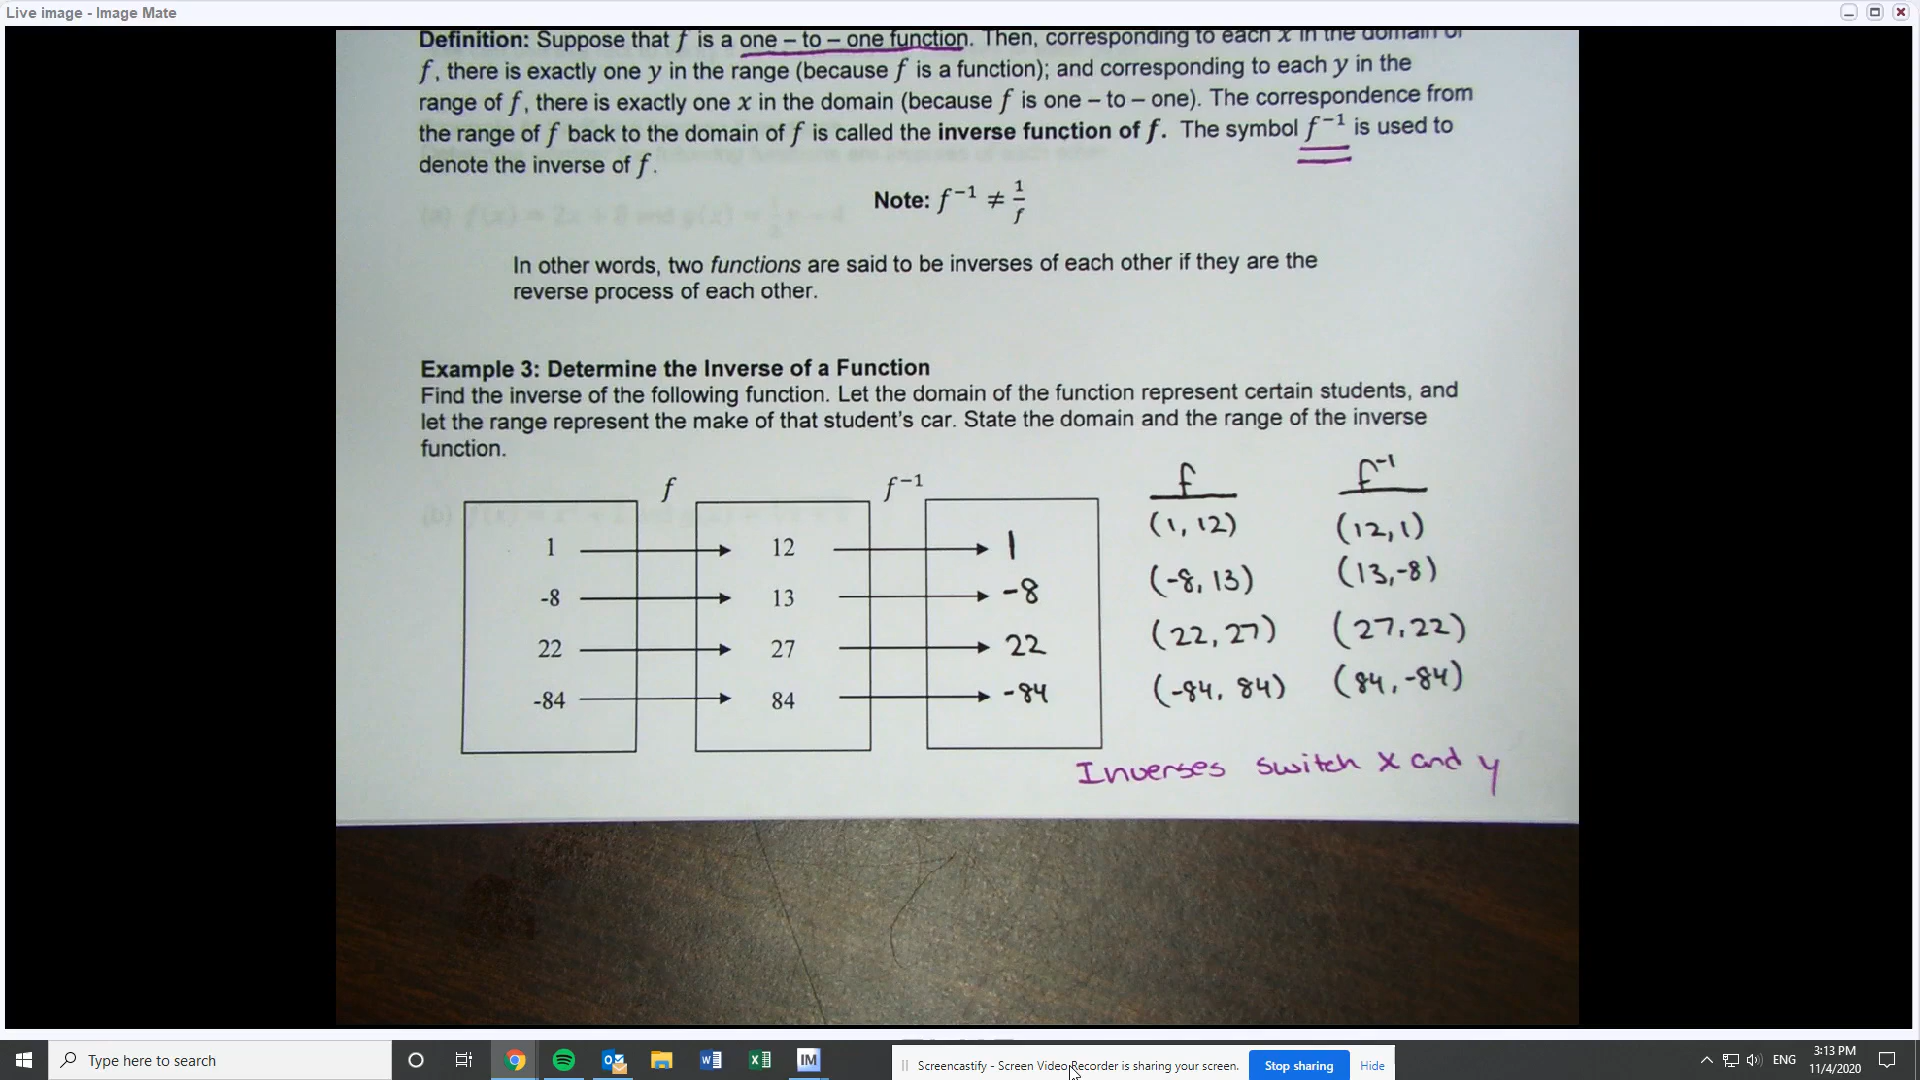 Live image - Image Mate
Definition: Suppose that f is a one – to – one function. Then, corresponding to each x in the domain of
f, there is exactly one y in the range (because f is a function); and corresponding to each y in the
range of f, there is exactly one x in the domain (because f is one – to – one). The correspondence from
the range of f back to the domain of f is called the inverse function of f. The symbol f⁻¹ is used to
denote the inverse of f.
Note: f⁻¹ ≠ 1/f
In other words, two functions are said to be inverses of each other if they are the
reverse process of each other.
Example 3: Determine the Inverse of a Function
Find the inverse of the following function. Let the domain of the function represent certain students, and
let the range represent the make of that student's car. State the domain and the range of the inverse
function.
f f⁻¹ f f⁻¹
1 12 1 (1, 12) (12, 1)
-8 13 -8 (-8, 13) (13, -8)
22 27 22 (22, 27) (27, 22)
-84 84 -84 (-84, 84) (84, -84)
Inverses switch x and y
Type here to search
Screencastify - Screen Video Recorder is sharing your screen.
Stop sharing
Hide
ENG
3:13 PM
11/4/2020